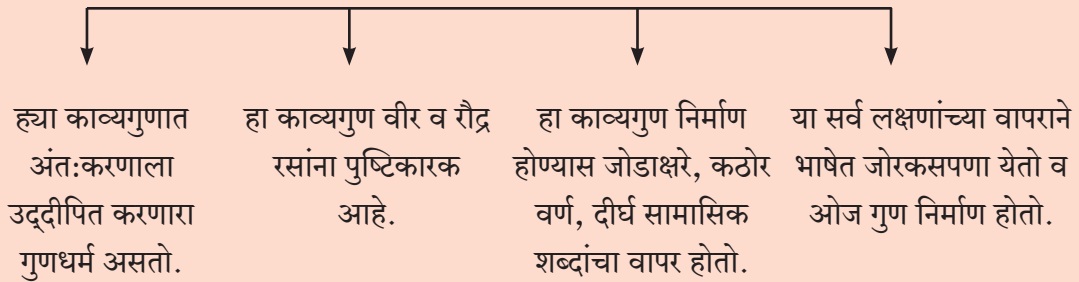 ह्या काव्यगुणात
अंत:करणाला
उद्‌दीपित करणारा
गुणधर्म असतो.
हा काव्यगुण वीर व रौद्र
रसांना पुष्टिकारक
आहे.
हा काव्यगुण निर्माण
होण्यास जोडाक्षरे, कठोर
वर्ण, दीर्घ सामासिक
शब्दांचा वापर होतो.
या सर्व लक्षणांच्या वापराने
भाषेत जोरकसपणा येतो व
ओज गुण निर्माण होतो.